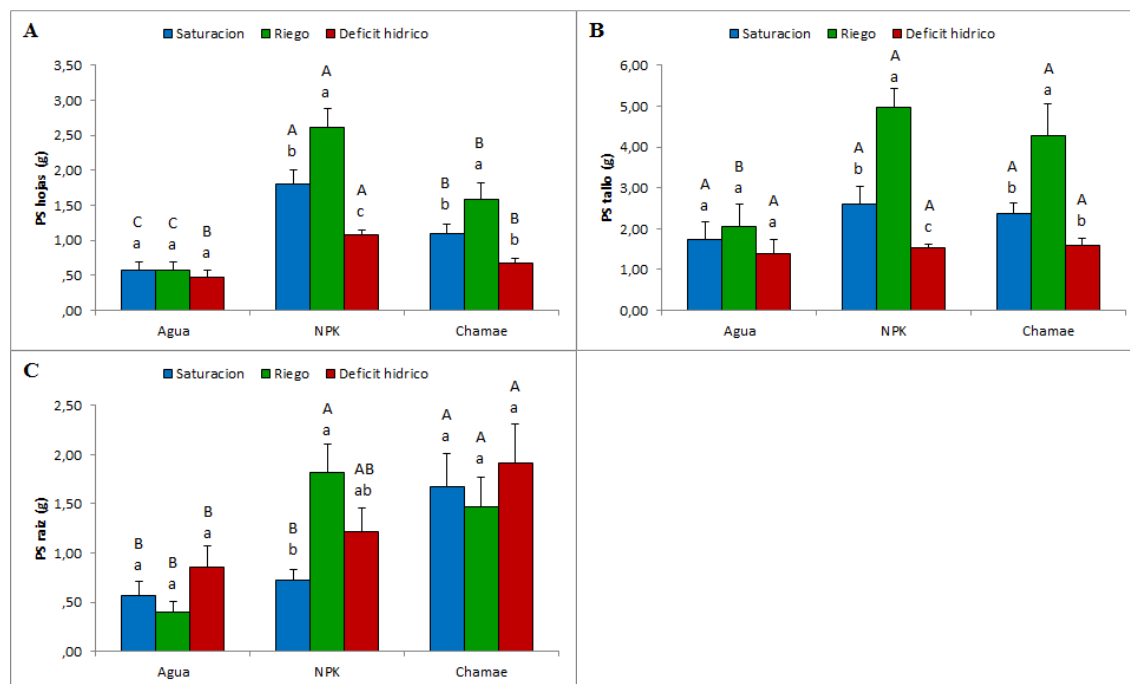 A
Saturacion Riego Deficit hidrico
3,50
3,00
2,50
2,00
1,50
1,00
,50
,00
PS hojas (g)
C C B
a a a
A A A
b a c
B B B
b a b
Agua NPK Chamae
B
Saturacion Riego Deficit hidrico
6,00
5,00
4,00
3,00
2,00
1,00
0,00
PS tallo (g)
A B A
a a a
A A A
b a c
A A A
b a b
Agua NPK Chamae
C
Saturacion Riego Deficit hidrico
2,50
2,00
1,50
1,00
,50
,00
PS raiz (g)
B B B
a a a
B A AB
b a ab
A A A
a a a
Agua NPK Chamae